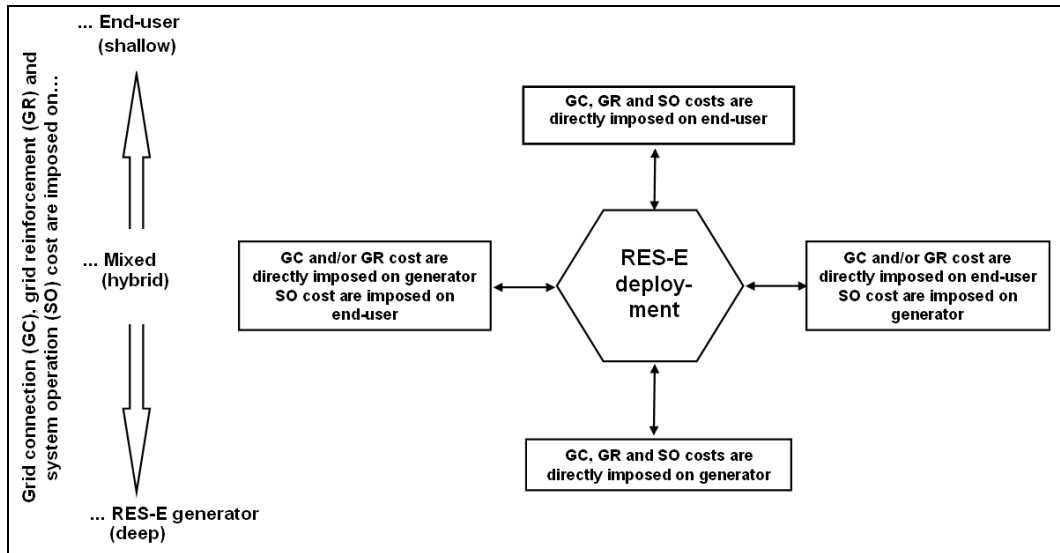 Grid connection (GC), grid reinforcement (GR) and
system operation (SO) cost are imposed on...
... End-user
(shallow)
... Mixed
(hybrid)
... RES-E generator
(deep)
GC, GR and SO costs are
directly imposed on end-user
GC and/or GR cost are
directly imposed on generator
SO cost are imposed on
end-user
RES-E
deploy-
ment
GC and/or GR cost are
directly imposed on end-user
SO cost are imposed on
generator
GC, GR and SO costs are
directly imposed on generator